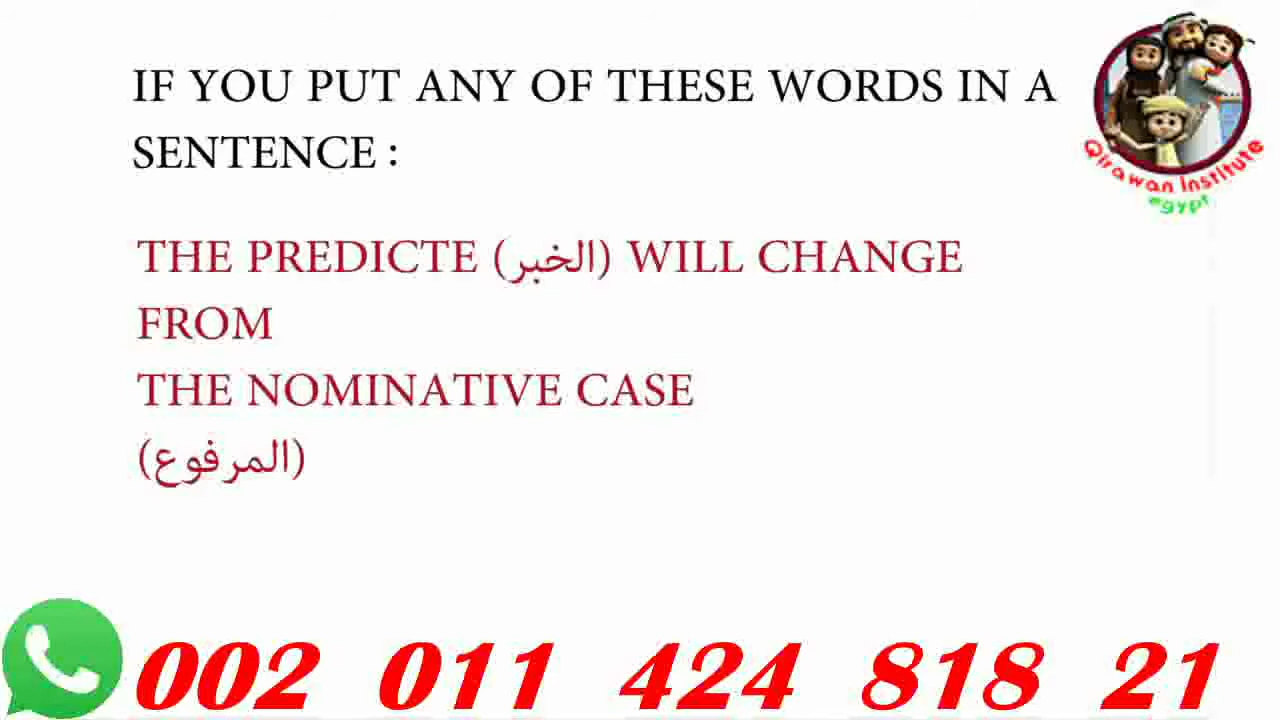 IF YOU PUT ANY OF THESE WORDS IN A
SENTENCE :
THE PREDICTE (الخبر) WILL CHANGE
FROM
THE NOMINATIVE CASE
(المرفوع)
Qirawan Institute
egypt
002 011 424 818 21